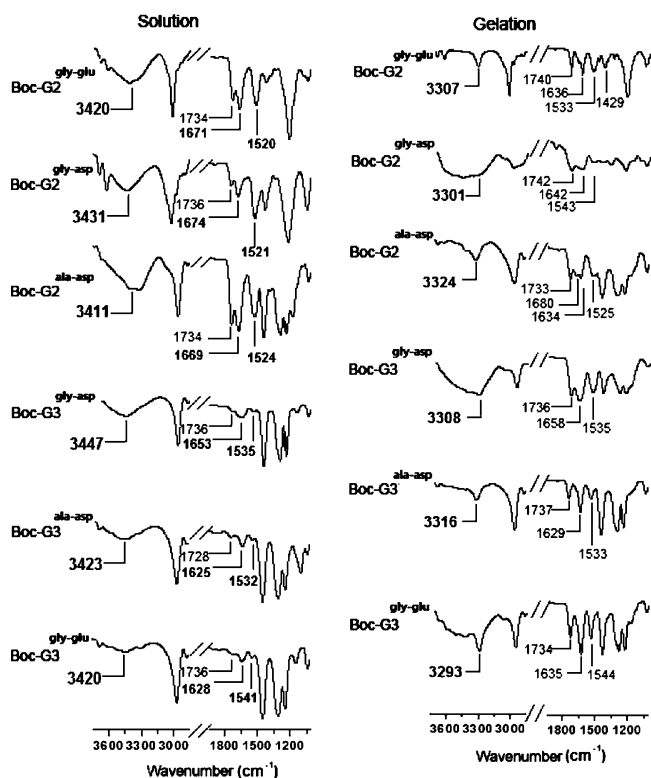 Solution
Boc-G2 gly-glu
3420
1734
1671
1520
Boc-G2 gly-asp
3431
1736
1674
1521
Boc-G2 ala-asp
3411
1734
1669
1524
Boc-G3 gly-asp
3447
1736
1653
1535
Boc-G3 ala-asp
3423
1728
1625
1532
Boc-G3 gly-glu
3420
1736
1628
1541
3600 3300 3000 1800 1500 1200
Wavenumber (cm-1)
Gelation
Boc-G2 gly-glu
3307
1740
1636
1533
1429
Boc-G2 gly-asp
3301
1742
1642
1543
Boc-G2 ala-asp
3324
1733
1680
1634
1525
Boc-G3 gly-asp
3308
1736
1658
1535
Boc-G3 ala-asp
3316
1737
1629
1533
Boc-G3 gly-glu
3293
1734
1635
1544
3600 3300 3000 1800 1500 1200
Wavenumber (cm-1)